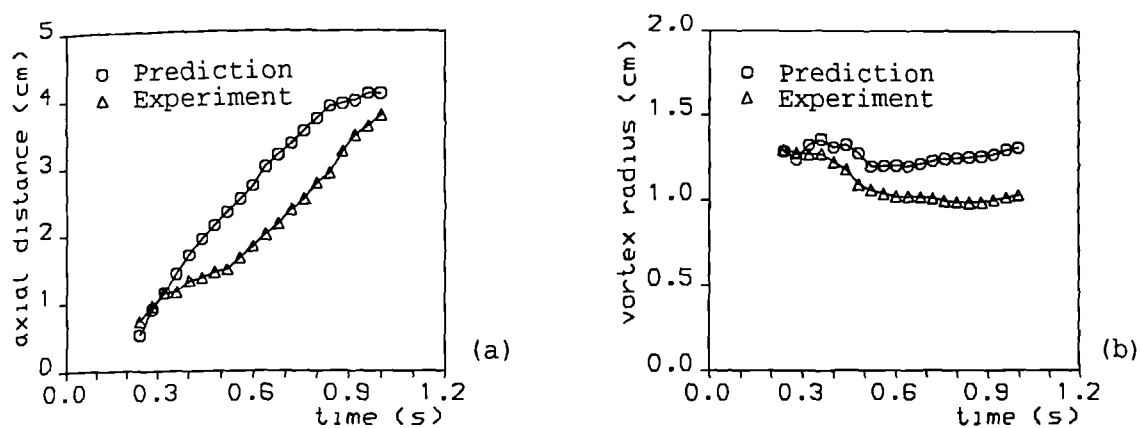 5
4
3
2
1
0
axial distance (cm)
Prediction
Experiment
0.0 0.3 0.6 0.9 1.2
time (s)
(a)
2.0
1.5
1.0
0.5
0.0
vortex radius (cm)
Prediction
Experiment
0.0 0.3 0.6 0.9 1.2
time (s)
(b)